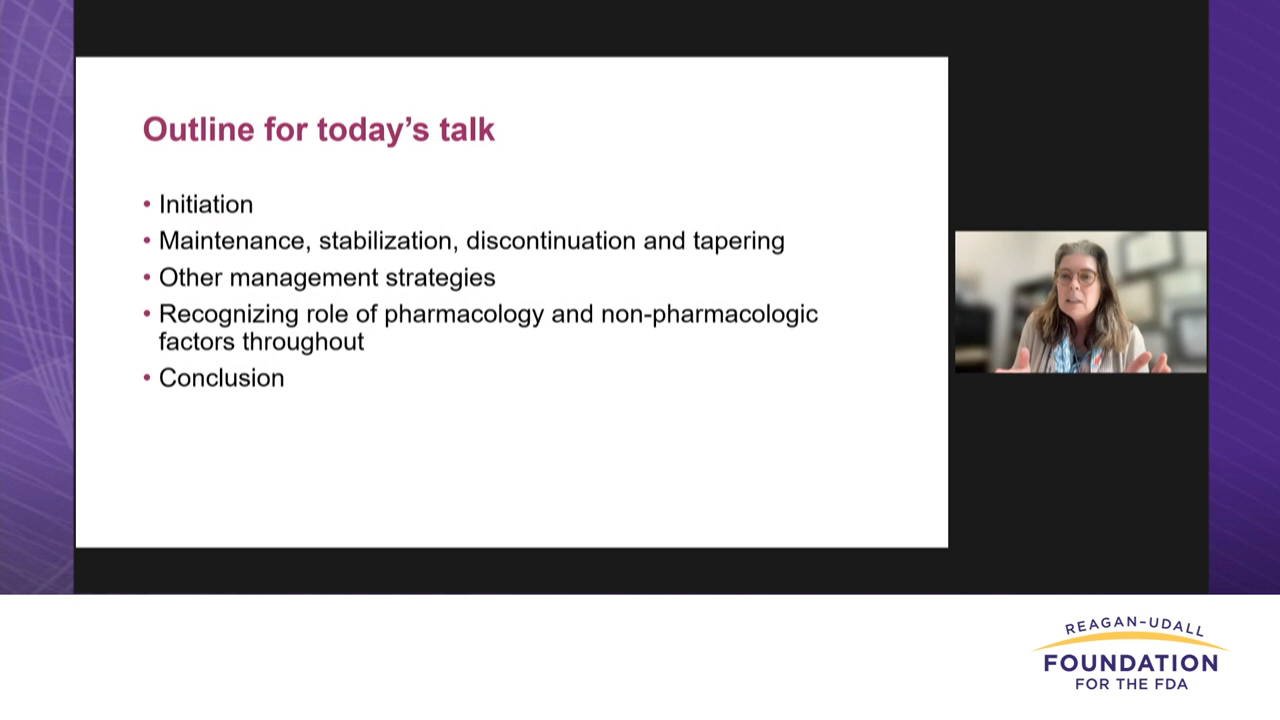 Outline for today’s talk
• Initiation
• Maintenance, stabilization, discontinuation and tapering
• Other management strategies
• Recognizing role of pharmacology and non-pharmacologic
factors throughout
• Conclusion
REAGAN-UDALL
FOUNDATION
FOR THE FDA